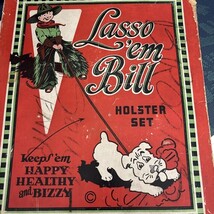 Lasso
'em
Bill
HOLSTER
SET
Keeps 'em
HAPPY
HEALTHY
and BIZZY
©